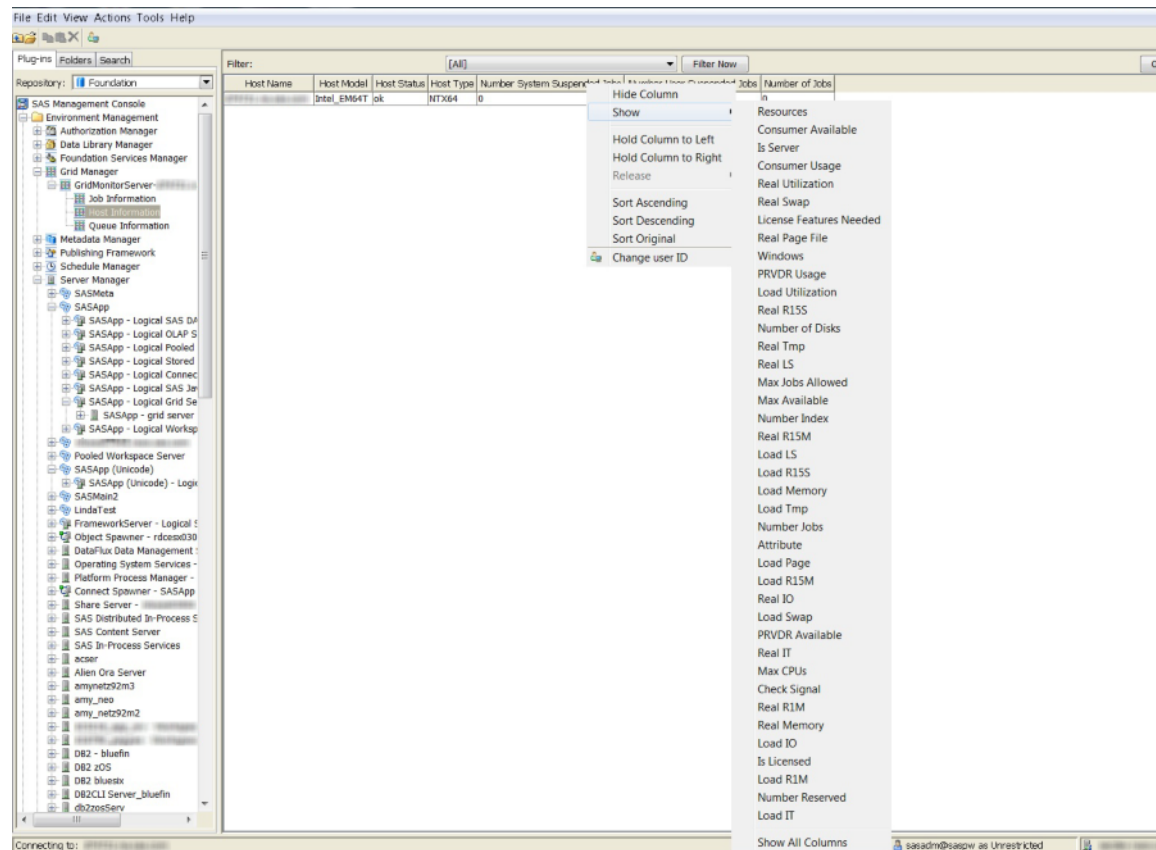 File Edit View Actions Tools Help
Plug-ins Folders Search
Repository: Foundation
SAS Management Console
Environment Management
Authorization Manager
Data Library Manager
Foundation Services Manager
Grid Manager
GridMonitorServer-
Job Information
Host Information
Queue Information
Metadata Manager
Publishing Framework
Schedule Manager
Server Manager
SASMeta
SASApp
SASApp - Logical SAS DA
SASApp - Logical OLAP S
SASApp - Logical Pooled
SASApp - Logical Stored
SASApp - Logical Connec
SASApp - Logical SAS Jav
SASApp - Logical Grid Se
SASApp - grid server
SASApp - Logical Worksp
Pooled Workspace Server
SASApp (Unicode)
SASApp (Unicode) - Logic
SASMain2
LindaTest
FrameworkServer - Logical S
Object Spawner - rdcesx030
DataFlux Data Management
Operating System Services -
Platform Process Manager -
Connect Spawner - SASApp
Share Server -
SAS Distributed In-Process S
SAS Content Server
SAS In-Process Services
acser
Alien Ora Server
amynetz92m3
amy_neo
amy_netz92m2
DB2 - bluefin
DB2 zOS
DB2 bluesix
DB2CLI Server_bluefin
db2zosServ
Filter: [All] Filter Now
Host Name Host Model Host Status Host Type Number System Suspended Jobs Number User Suspended Jobs Number of Jobs
Intel_EM64T ok NTX64 0 0
Hide Column
Show
Hold Column to Left
Hold Column to Right
Release
Sort Ascending
Sort Descending
Sort Original
Change user ID
Resources
Consumer Available
Is Server
Consumer Usage
Real Utilization
Real Swap
License Features Needed
Real Page File
Windows
PRVDR Usage
Load Utilization
Real R15S
Number of Disks
Real Tmp
Real LS
Max Jobs Allowed
Max Available
Number Index
Real R15M
Load LS
Load R15S
Load Memory
Load Tmp
Number Jobs
Attribute
Load Page
Load R15M
Real IO
Load Swap
PRVDR Available
Real IT
Max CPUs
Check Signal
Real R1M
Real Memory
Load IO
Is Licensed
Load R1M
Number Reserved
Load IT
Show All Columns
Connecting to:
sasadm@saspw as Unrestricted